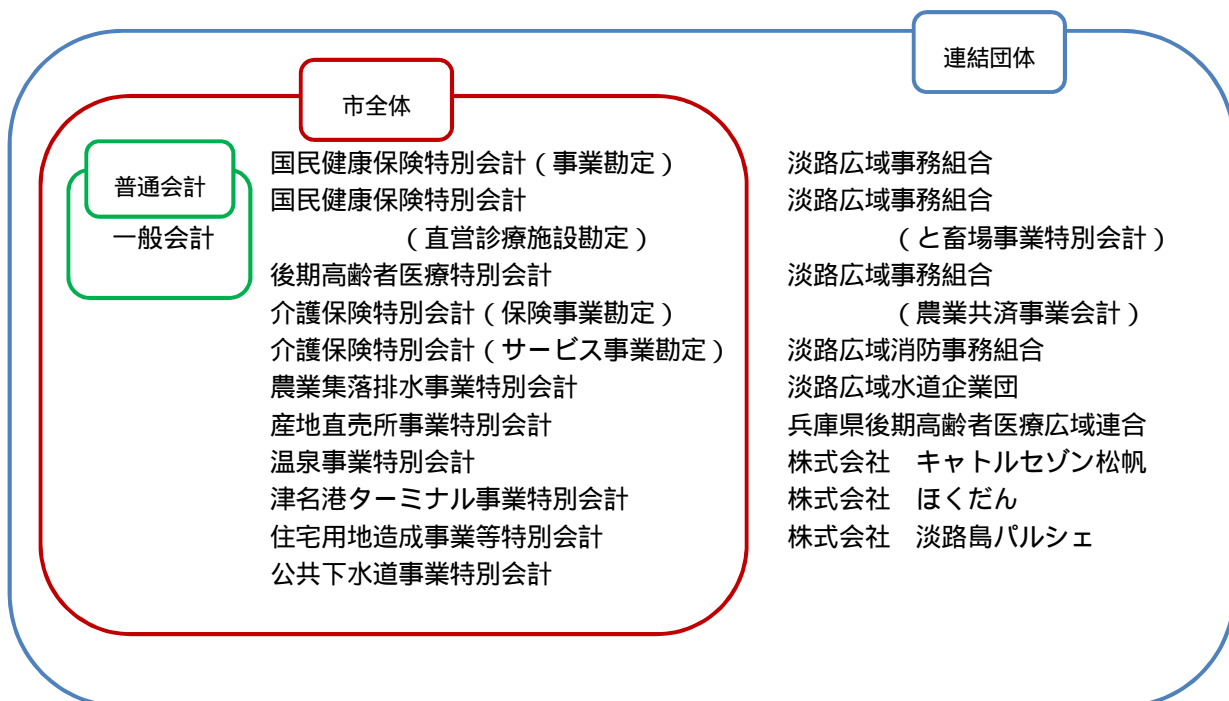 連結団体
市全体
普通会計
一般会計
国民健康保険特別会計（事業勘定）
国民健康保険特別会計
（直営診療施設勘定）
後期高齢者医療特別会計
介護保険特別会計（保険事業勘定）
介護保険特別会計（サービス事業勘定）
農業集落排水事業特別会計
産地直売所事業特別会計
温泉事業特別会計
津名港ターミナル事業特別会計
住宅用地造成事業等特別会計
公共下水道事業特別会計
淡路広域事務組合
淡路広域事務組合
（と畜場事業特別会計）
淡路広域事務組合
（農業共済事業会計）
淡路広域消防事務組合
淡路広域水道企業団
兵庫県後期高齢者医療広域連合
株式会社　キャトルセゾン松帆
株式会社　ほくだん
株式会社　淡路島パルシェ